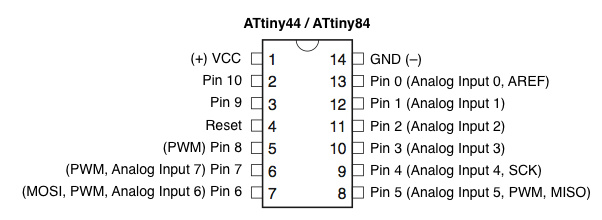 ATtiny44 / ATtiny84
(+) VCC 1 14 GND (–)
Pin 10 2 13 Pin 0 (Analog Input 0, AREF)
Pin 9 3 12 Pin 1 (Analog Input 1)
Reset 4 11 Pin 2 (Analog Input 2)
(PWM) Pin 8 5 10 Pin 3 (Analog Input 3)
(PWM, Analog Input 7) Pin 7 6 9 Pin 4 (Analog Input 4, SCK)
(MOSI, PWM, Analog Input 6) Pin 6 7 8 Pin 5 (Analog Input 5, PWM, MISO)